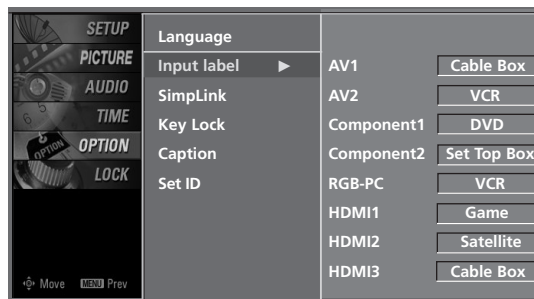 SETUP
PICTURE
AUDIO
TIME
OPTION
LOCK
Move MENU Prev
Language
Input label ►
SimpLink
Key Lock
Caption
Set ID
AV1 Cable Box
AV2 VCR
Component1 DVD
Component2 Set Top Box
RGB-PC VCR
HDMI1 Game
HDMI2 Satellite
HDMI3 Cable Box